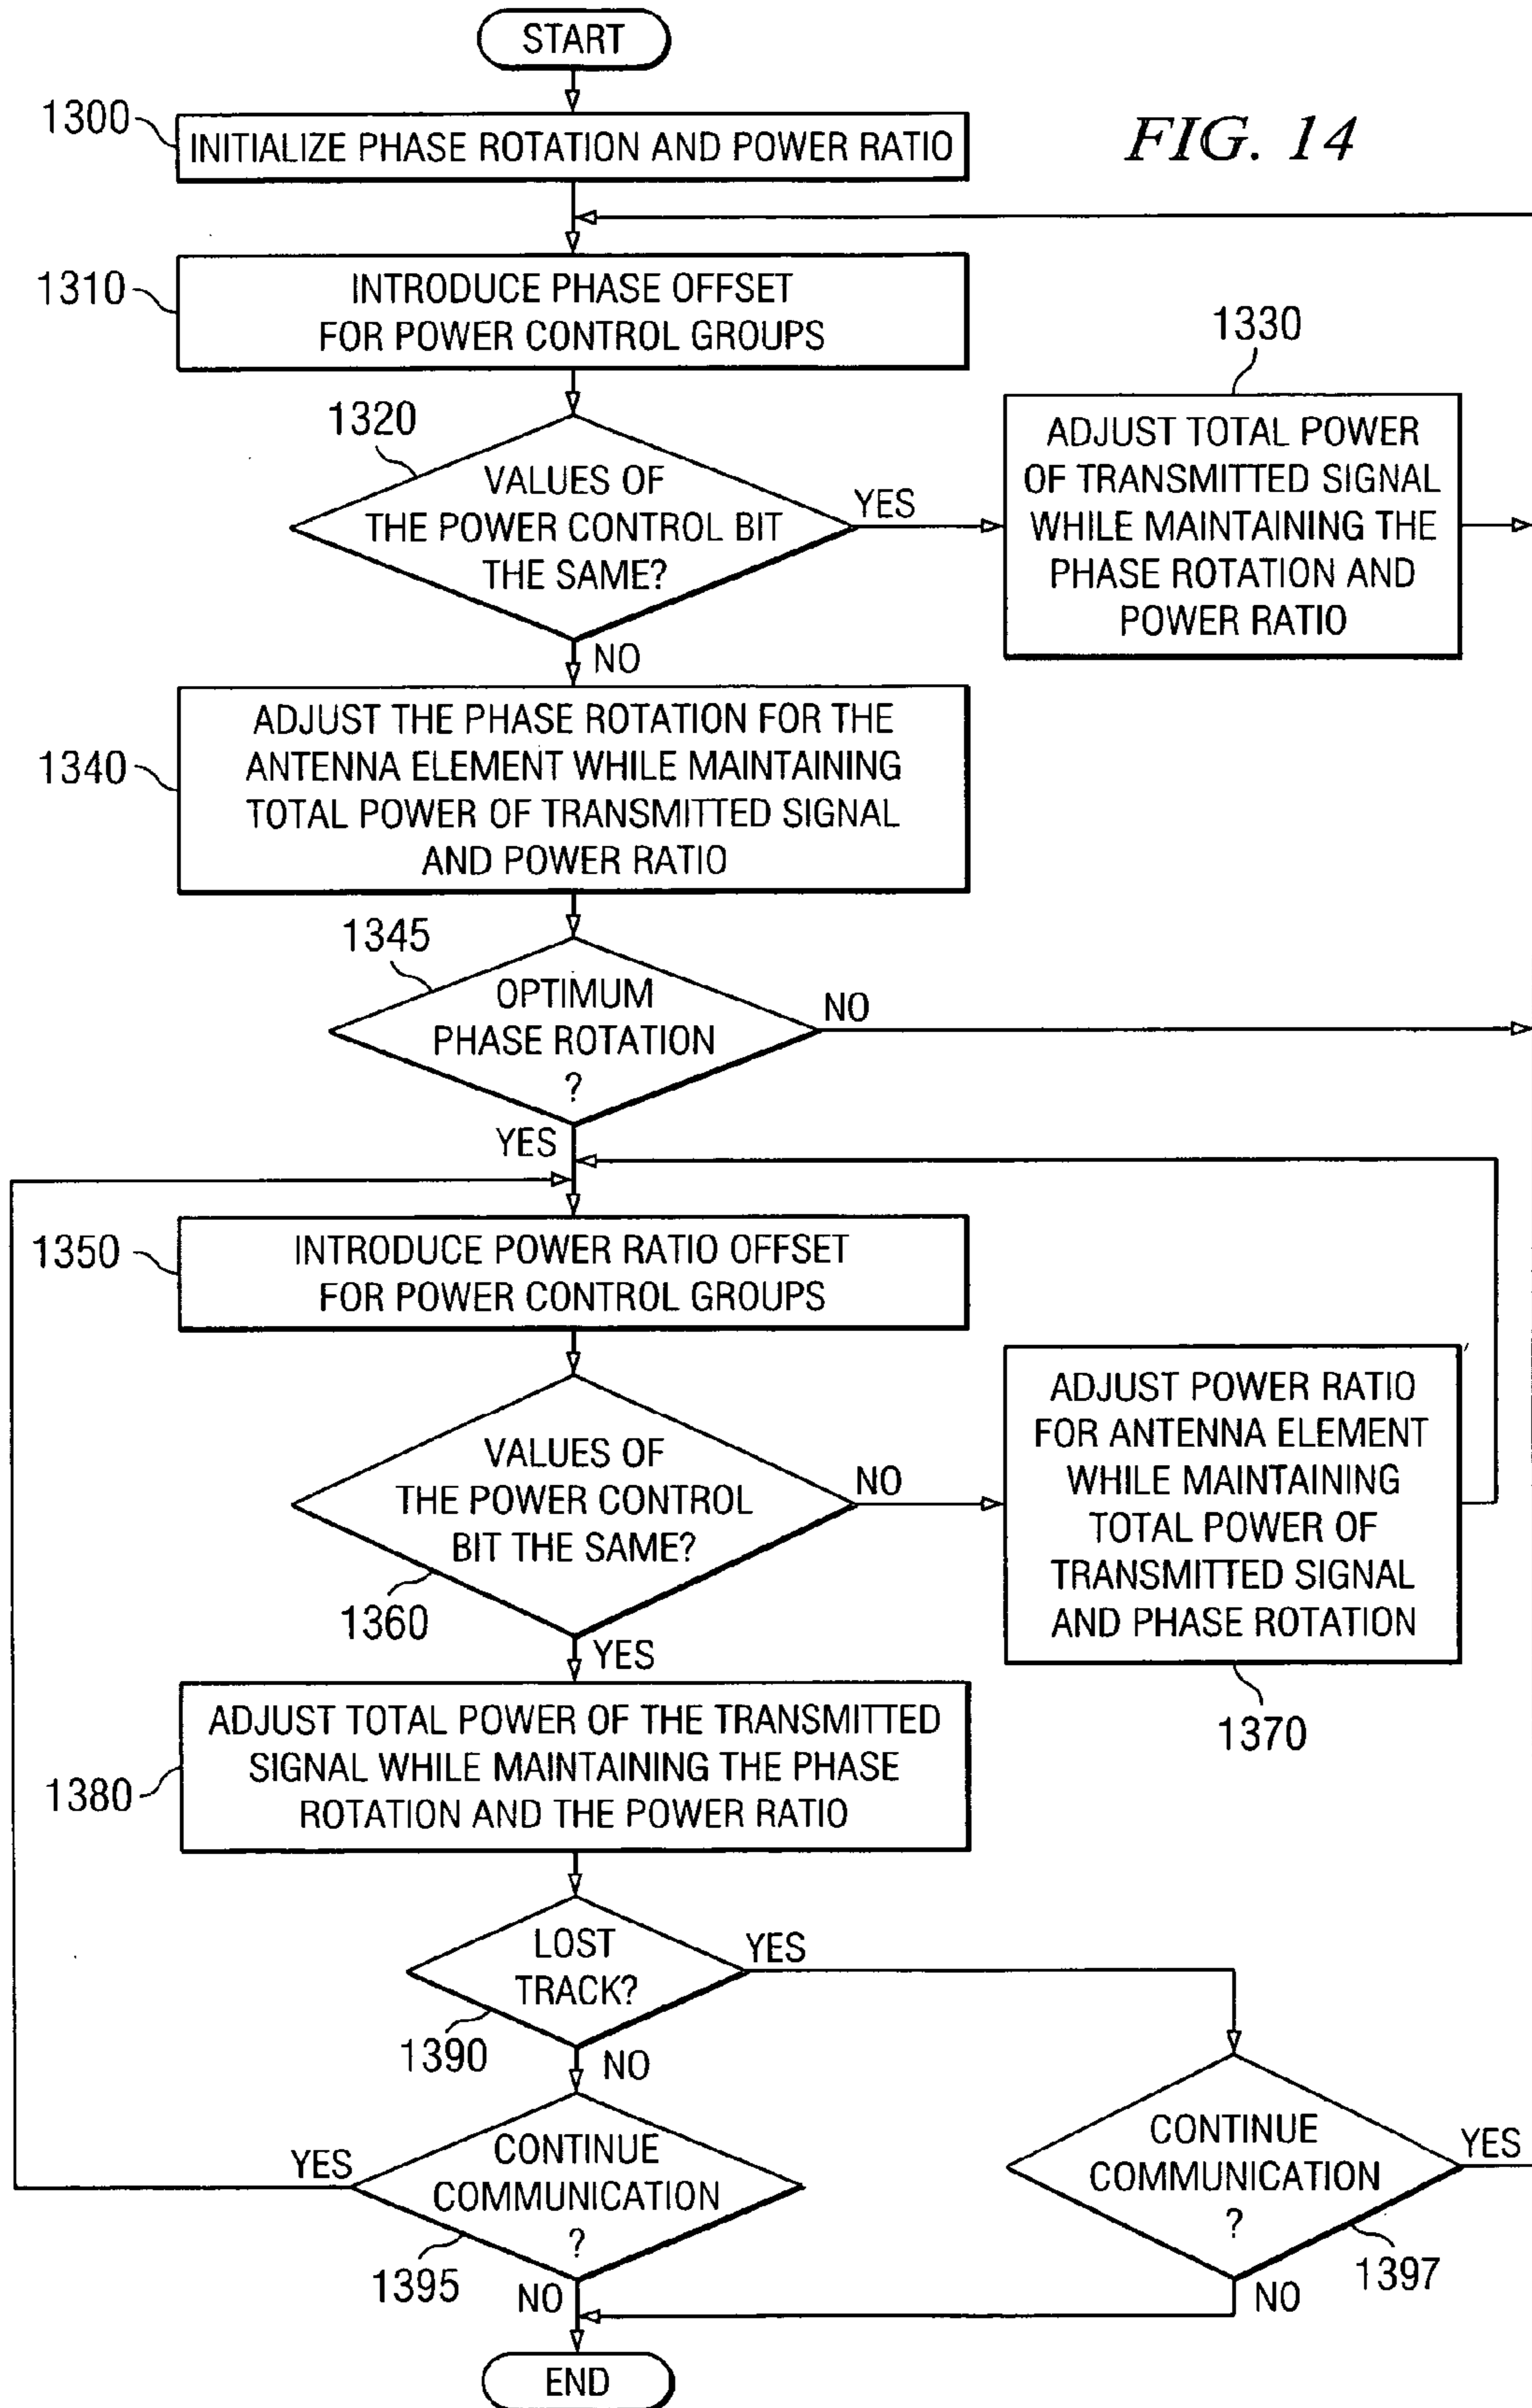 START
FIG. 14
1300
INITIALIZE PHASE ROTATION AND POWER RATIO
1310
INTRODUCE PHASE OFFSET
FOR POWER CONTROL GROUPS
1320
VALUES OF
THE POWER CONTROL BIT
THE SAME?
YES
NO
1330
ADJUST TOTAL POWER
OF TRANSMITTED SIGNAL
WHILE MAINTAINING THE
PHASE ROTATION AND
POWER RATIO
1340
ADJUST THE PHASE ROTATION FOR THE
ANTENNA ELEMENT WHILE MAINTAINING
TOTAL POWER OF TRANSMITTED SIGNAL
AND POWER RATIO
1345
OPTIMUM
PHASE ROTATION
?
NO
YES
1350
INTRODUCE POWER RATIO OFFSET
FOR POWER CONTROL GROUPS
VALUES OF
THE POWER CONTROL
BIT THE SAME?
1360
NO
YES
ADJUST POWER RATIO
FOR ANTENNA ELEMENT
WHILE MAINTAINING
TOTAL POWER OF
TRANSMITTED SIGNAL
AND PHASE ROTATION
1370
1380
ADJUST TOTAL POWER OF THE TRANSMITTED
SIGNAL WHILE MAINTAINING THE PHASE
ROTATION AND THE POWER RATIO
LOST
TRACK?
1390
YES
NO
CONTINUE
COMMUNICATION
?
1395
YES
NO
CONTINUE
COMMUNICATION
?
1397
YES
NO
END